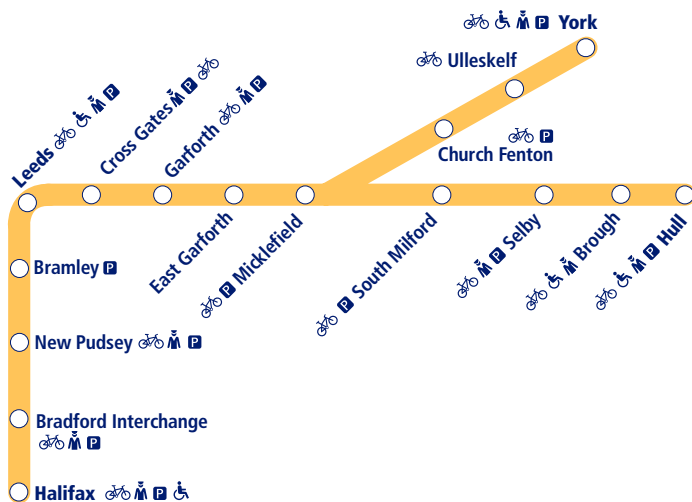 York
Ulleskelf
P
Church Fenton
P
Leeds P
Cross Gates P
Garforth P
East Garforth
P Micklefield
P South Milford
P Selby
Brough
P Hull
Bramley P
New Pudsey P
Bradford Interchange
P
Halifax P